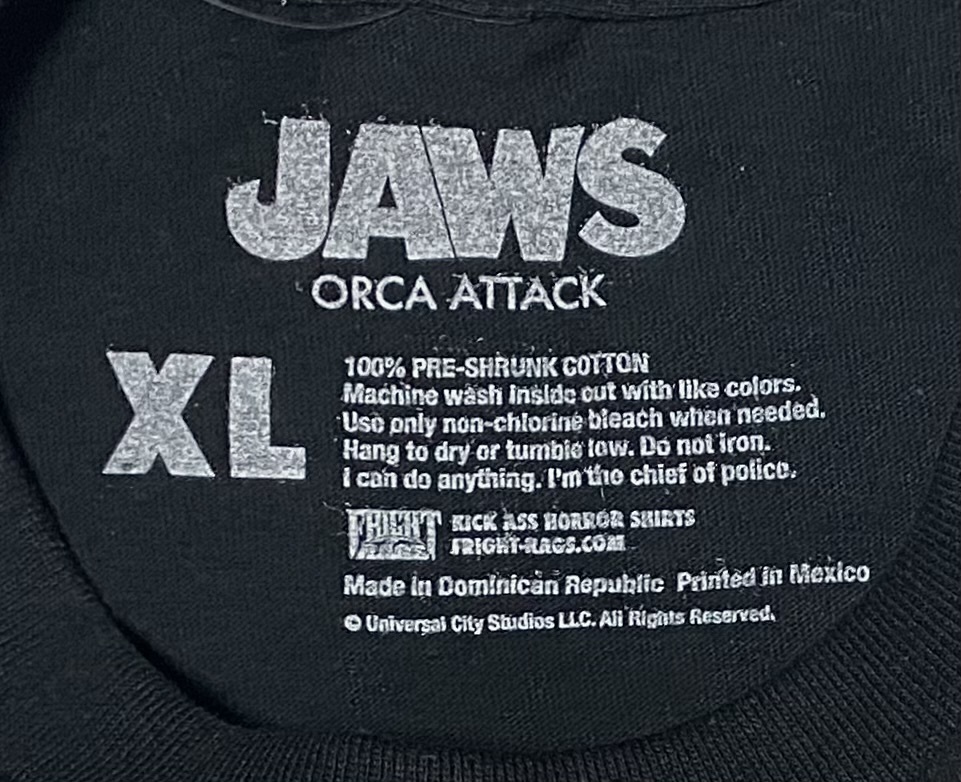 JAWS
ORCA ATTACK
XL
100% PRE-SHRUNK COTTON
Machine wash inside out with like colors.
Use only non-chlorine bleach when needed.
Hang to dry or tumble low. Do not iron.
I can do anything. I'm the chief of police.
FRIGHT RAGS
KICK ASS HORROR SHIRTS
FRIGHT-RAGS.COM
Made in Dominican Republic Printed in Mexico
© Universal City Studios LLC. All Rights Reserved.